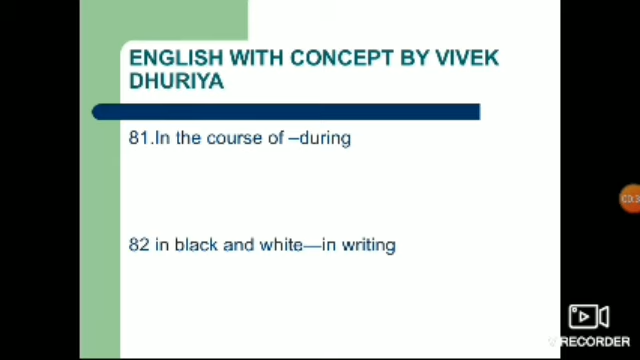 ENGLISH WITH CONCEPT BY VIVEK
DHURIYA
81.In the course of –during
82 in black and white—in writing
RECORDER